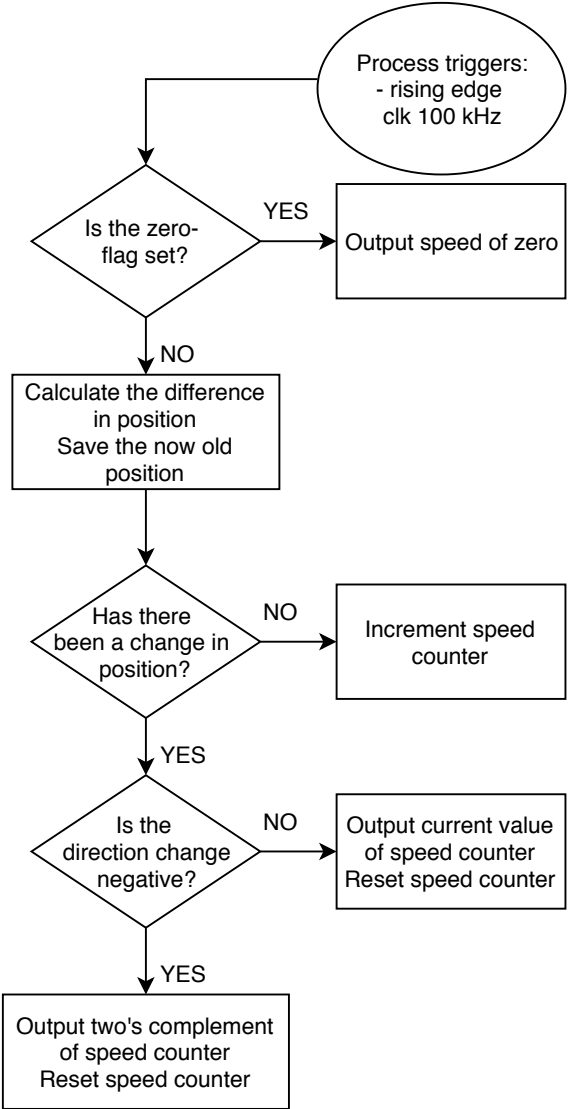 Process triggers:
- rising edge
clk 100 kHz
Is the zero-
flag set?
YES
Output speed of zero
NO
Calculate the difference
in position
Save the now old
position
Has there
been a change in
position?
NO
Increment speed
counter
YES
Is the
direction change
negative?
NO
Output current value
of speed counter
Reset speed counter
YES
Output two's complement
of speed counter
Reset speed counter